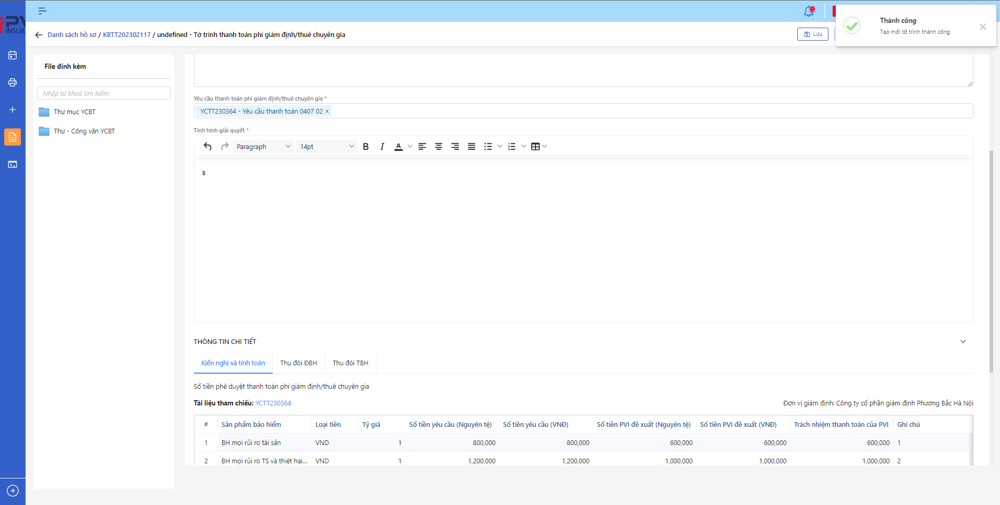 PV
INSUR
Thành công
Tạo mới tờ trình thành công
Danh sách hồ sơ / KBTT202302117 / undefined - Tờ trình thanh toán phí giám định/thuê chuyên gia
Lưu
File đính kèm
Nhập từ khoá tìm kiếm
Thư mục YCBT
Thư - Công văn YCBT
Yêu cầu thanh toán phí giám định/thuê chuyên gia *
YCTT230364 - Yêu cầu thanh toán 0407 02 ×
Tình hình giải quyết *
Paragraph 14pt B I A
s
THÔNG TIN CHI TIẾT
Kiến nghị và tính toán Thu đòi ĐBH Thu đòi TBH
Số tiền phê duyệt thanh toán phí giám định/thuê chuyên gia
Tài liệu tham chiếu: YCTT230364 Đơn vị giám định: Công ty cổ phần giám định Phương Bắc Hà Nội
# Sản phẩm bảo hiểm Loại tiền Tỷ giá Số tiền yêu cầu (Nguyên tệ) Số tiền yêu cầu (VNĐ) Số tiền PVI đề xuất (Nguyên tệ) Số tiền PVI đề xuất (VNĐ) Trách nhiệm thanh toán của PVI Ghi chú
1 BH mọi rủi ro tài sản VND 1 800,000 800,000 600,000 600,000 600,000 1
2 BH mọi rủi ro TS và thiệt hại... VND 1 1,200,000 1,200,000 1,000,000 1,000,000 1,000,000 2